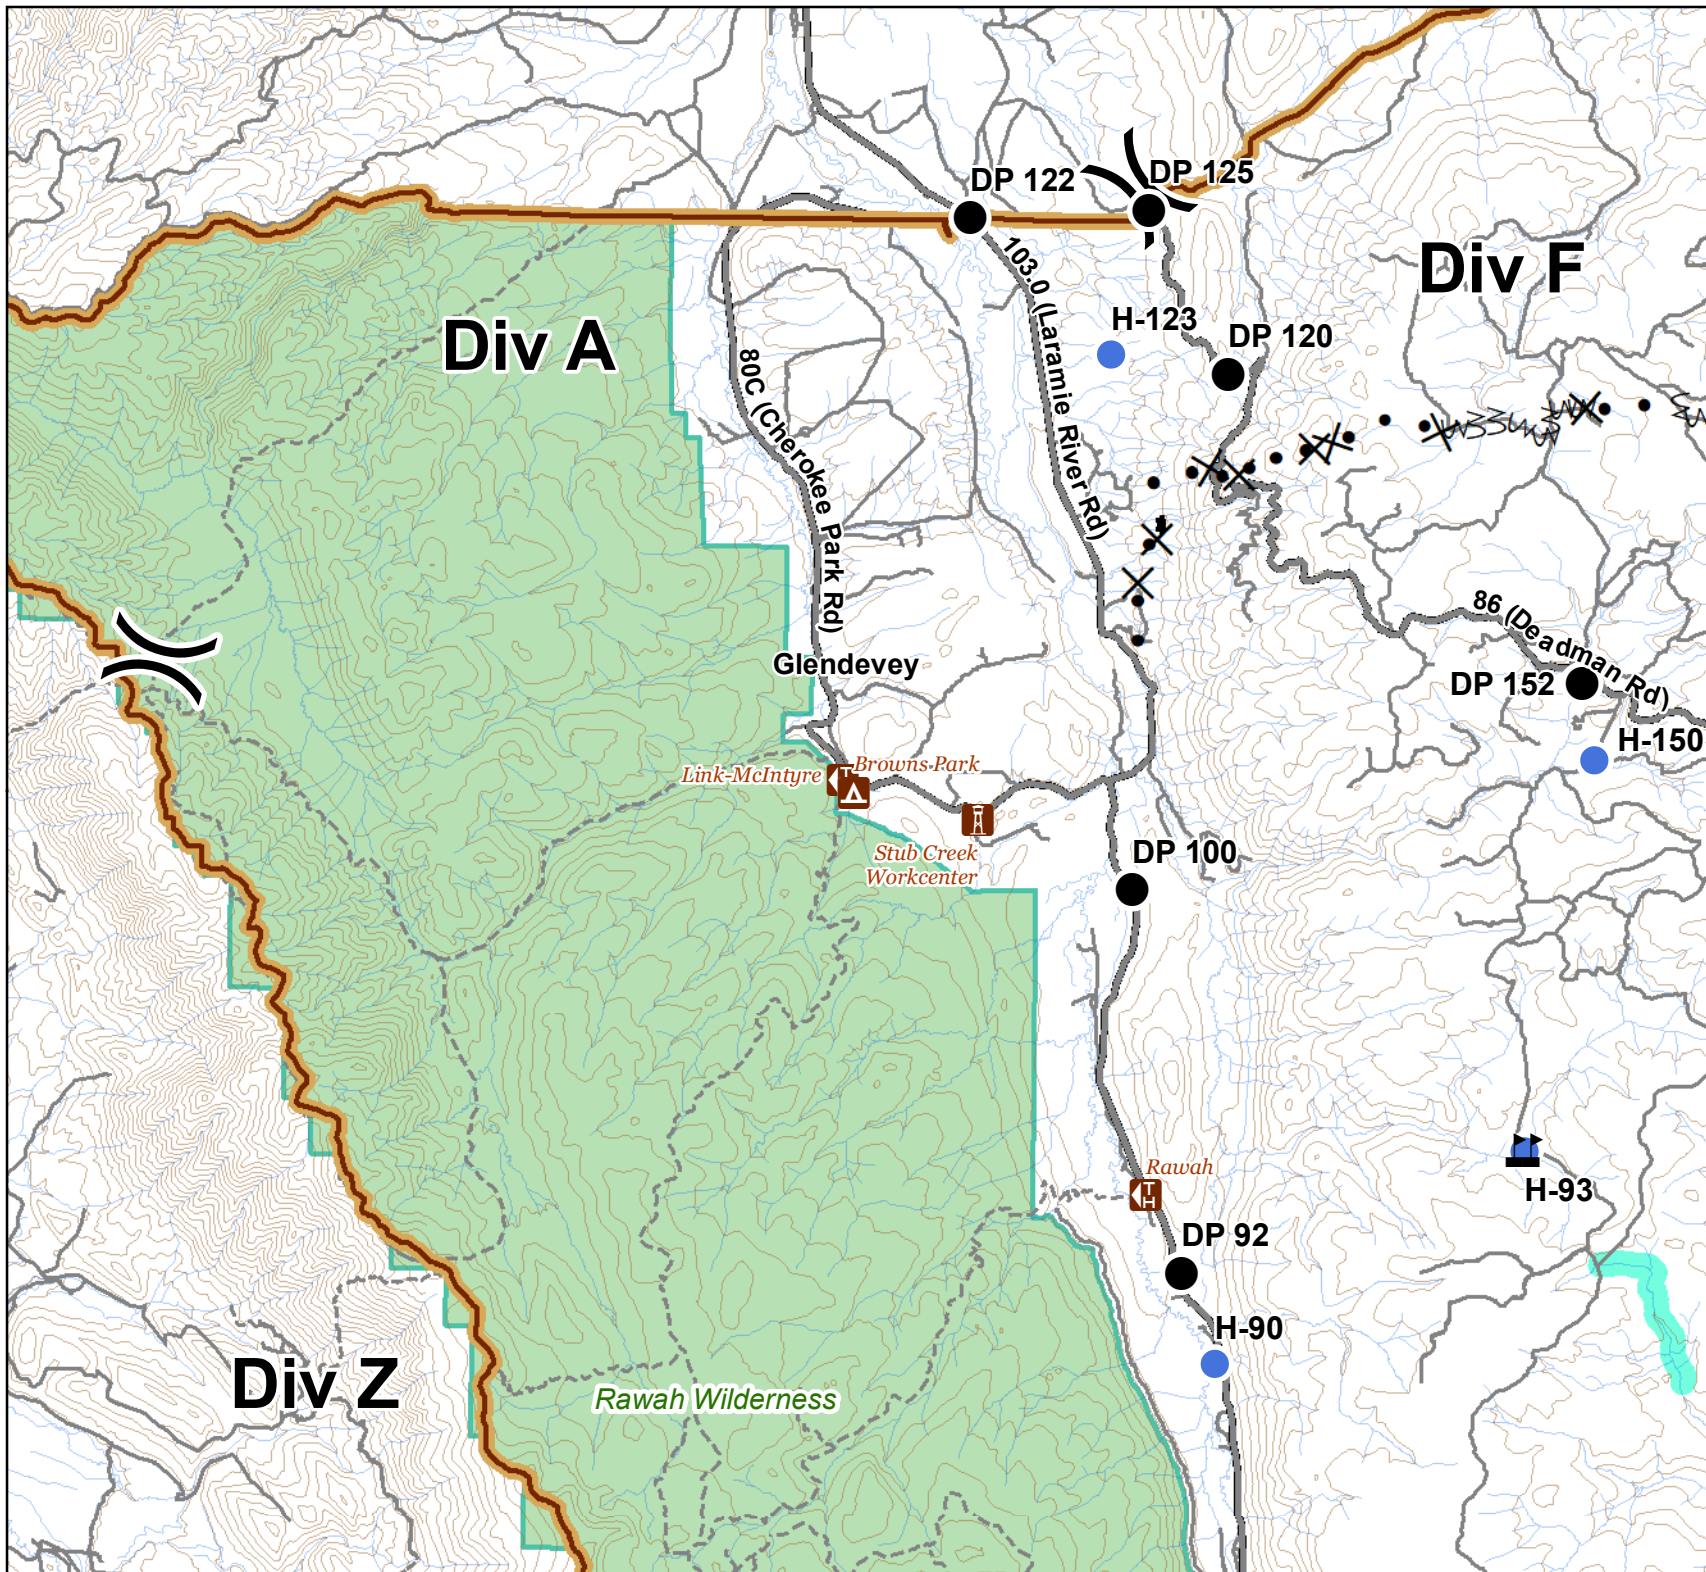 DP 122
DP 125
Div F
103.0 (Laramie River Rd)
H-123
DP 120
Div A
80C (Cherokee Park Rd)
86 (Deadman Rd)
Glendevey
DP 152
H-150
Link-McIntyre
Browns Park
Stub Creek
Workcenter
DP 100
Rawah
TH
H-93
DP 92
H-90
Div Z
Rawah Wilderness